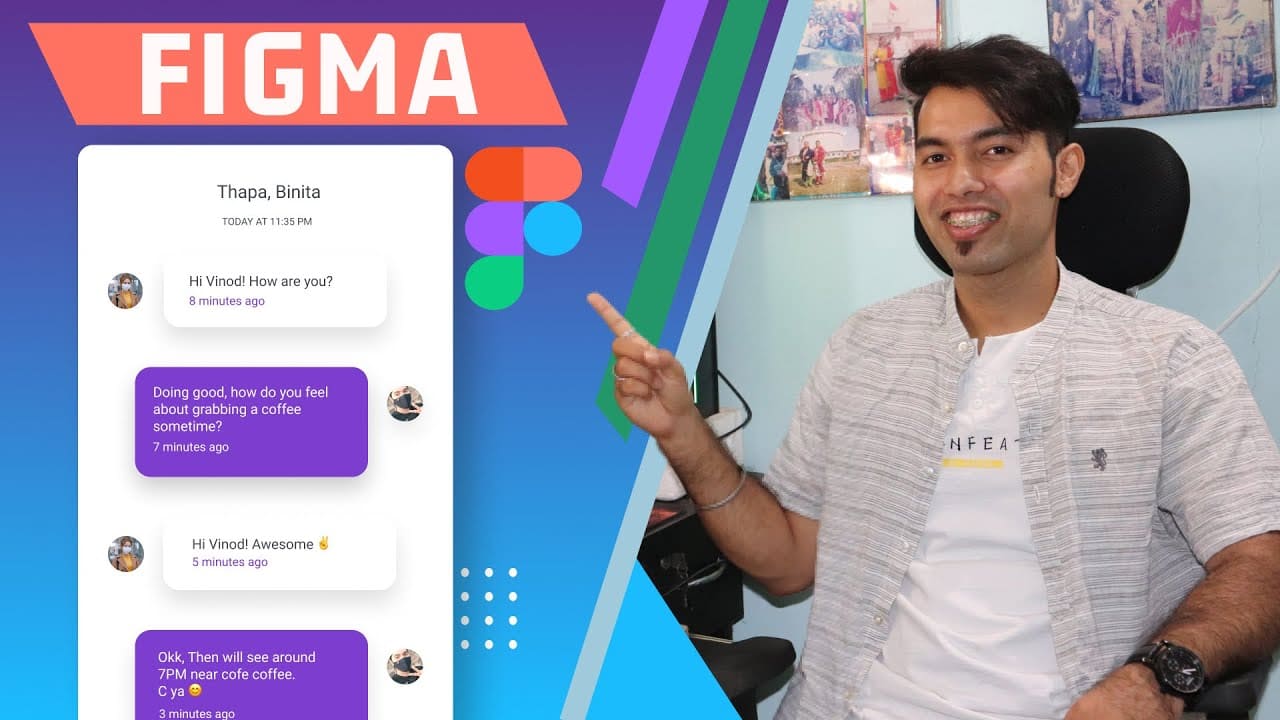 FIGMA
Thapa, Binita
TODAY AT 11:35 PM
Hi Vinod! How are you?
8 minutes ago
Doing good, how do you feel
about grabbing a coffee
sometime?
7 minutes ago
Hi Vinod! Awesome ✌️
5 minutes ago
Okk, Then will see around
7PM near cofe coffee.
C ya 😊
3 minutes ago